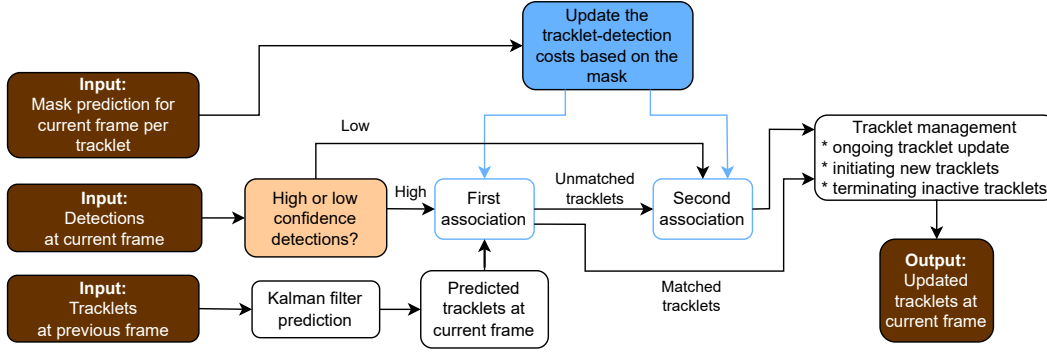 Update the
tracklet-detection
costs based on the
mask
Input:
Mask prediction for
current frame per
tracklet
Low
Tracklet management
* ongoing tracklet update
* initiating new tracklets
* terminating inactive tracklets
Input:
Detections
at current frame
High or low
confidence
detections?
High
First
association
Unmatched
tracklets
Second
association
Input:
Tracklets
at previous frame
Kalman filter
prediction
Predicted
tracklets at
current frame
Matched
tracklets
Output:
Updated
tracklets at
current frame